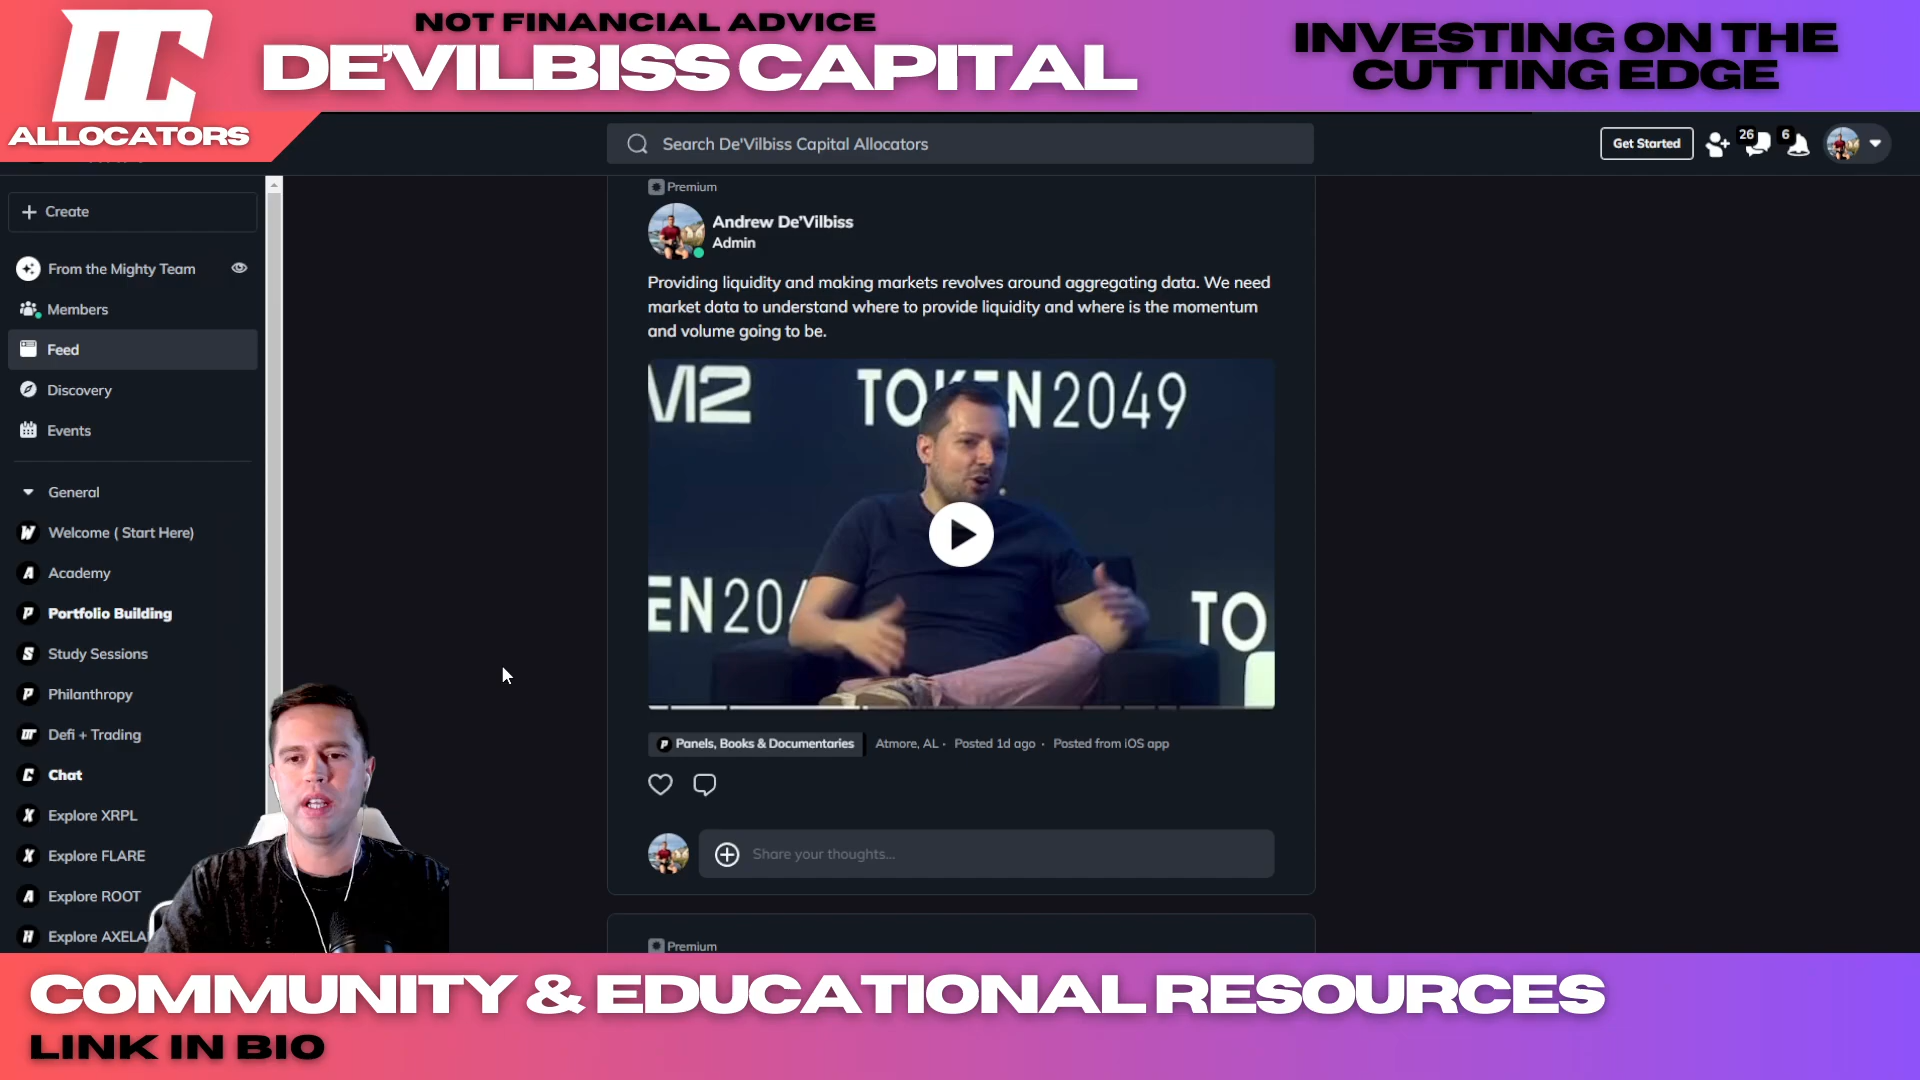 NOT FINANCIAL ADVICE
DE'VILBISS CAPITAL
INVESTING ON THE
CUTTING EDGE
ALLOCATORS
Search De'Vilbiss Capital Allocators
Get Started
26
6
Create
From the Mighty Team
Members
Feed
Discovery
Events
General
Welcome ( Start Here)
Academy
Portfolio Building
Study Sessions
Philanthropy
Defi + Trading
Chat
Explore XRPL
Explore FLARE
Explore ROOT
Explore AXELA
Premium
Andrew De'Vilbiss
Admin
Providing liquidity and making markets revolves around aggregating data. We need
market data to understand where to provide liquidity and where is the momentum
and volume going to be.
M2
TOKEN2049
EN204
TO
Panels, Books & Documentaries
Atmore, AL · Posted 1d ago · Posted from iOS app
Share your thoughts...
Premium
COMMUNITY & EDUCATIONAL RESOURCES
LINK IN BIO